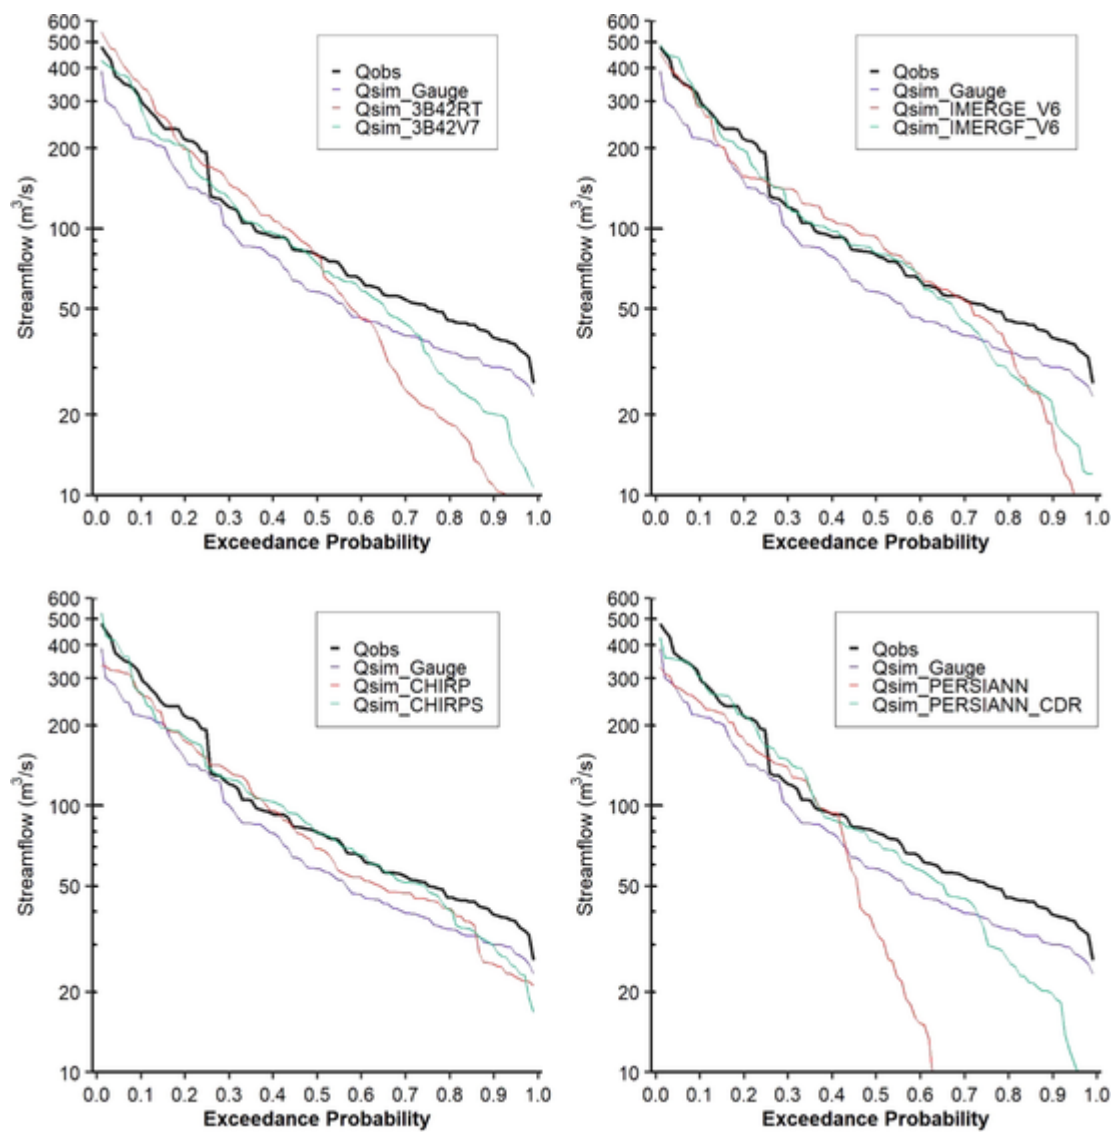 600
500
400
300
200
100
50
20
10
Streamflow (m³/s)
Qobs
Qsim_Gauge
Qsim_3B42RT
Qsim_3B42V7
0.0 0.1 0.2 0.3 0.4 0.5 0.6 0.7 0.8 0.9 1.0
Exceedance Probability
600
500
400
300
200
100
50
20
10
Streamflow (m³/s)
Qobs
Qsim_Gauge
Qsim_IMERGE_V6
Qsim_IMERGF_V6
0.0 0.1 0.2 0.3 0.4 0.5 0.6 0.7 0.8 0.9 1.0
Exceedance Probability
600
500
400
300
200
100
50
20
10
Streamflow (m³/s)
Qobs
Qsim_Gauge
Qsim_CHIRP
Qsim_CHIRPS
0.0 0.1 0.2 0.3 0.4 0.5 0.6 0.7 0.8 0.9 1.0
Exceedance Probability
600
500
400
300
200
100
50
20
10
Streamflow (m³/s)
Qobs
Qsim_Gauge
Qsim_PERSIANN
Qsim_PERSIANN_CDR
0.0 0.1 0.2 0.3 0.4 0.5 0.6 0.7 0.8 0.9 1.0
Exceedance Probability